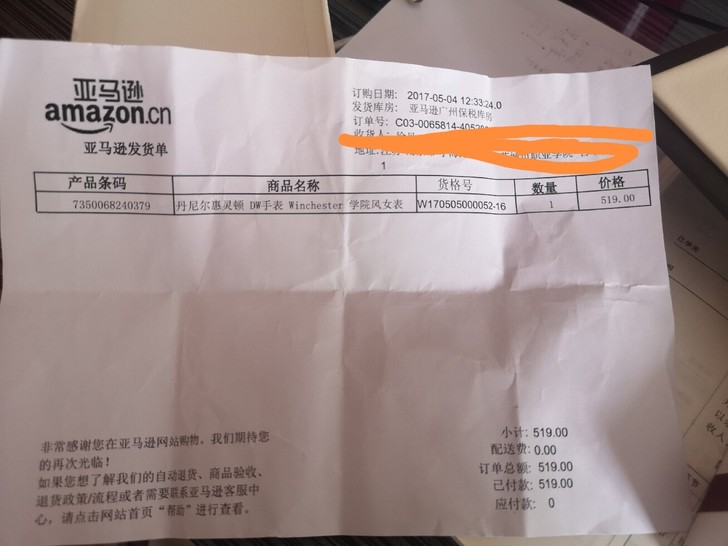 亚马逊
amazon.cn
亚马逊发货单
订购日期: 2017-05-04 12:33:24.0
发货库房: 亚马逊广州保税库房
订单号: C03-0065814-405
收货人:
地址:江苏
1
产品条码 商品名称 货格号 数量 价格
7350068240379 丹尼尔惠灵顿 DW手表 Winchester 学院风女表 W170505000052-16 1 519.00
非常感谢您在亚马逊网站购物，我们期待您
的再次光临！
如果您想了解我们的自动退货、商品验收、
退货政策/流程或者需要联系亚马逊客服中
心，请点击网站首页“帮助”进行查看。
小计: 519.00
配送费: 0.00
订单总额: 519.00
已付款: 519.00
应付款: 0